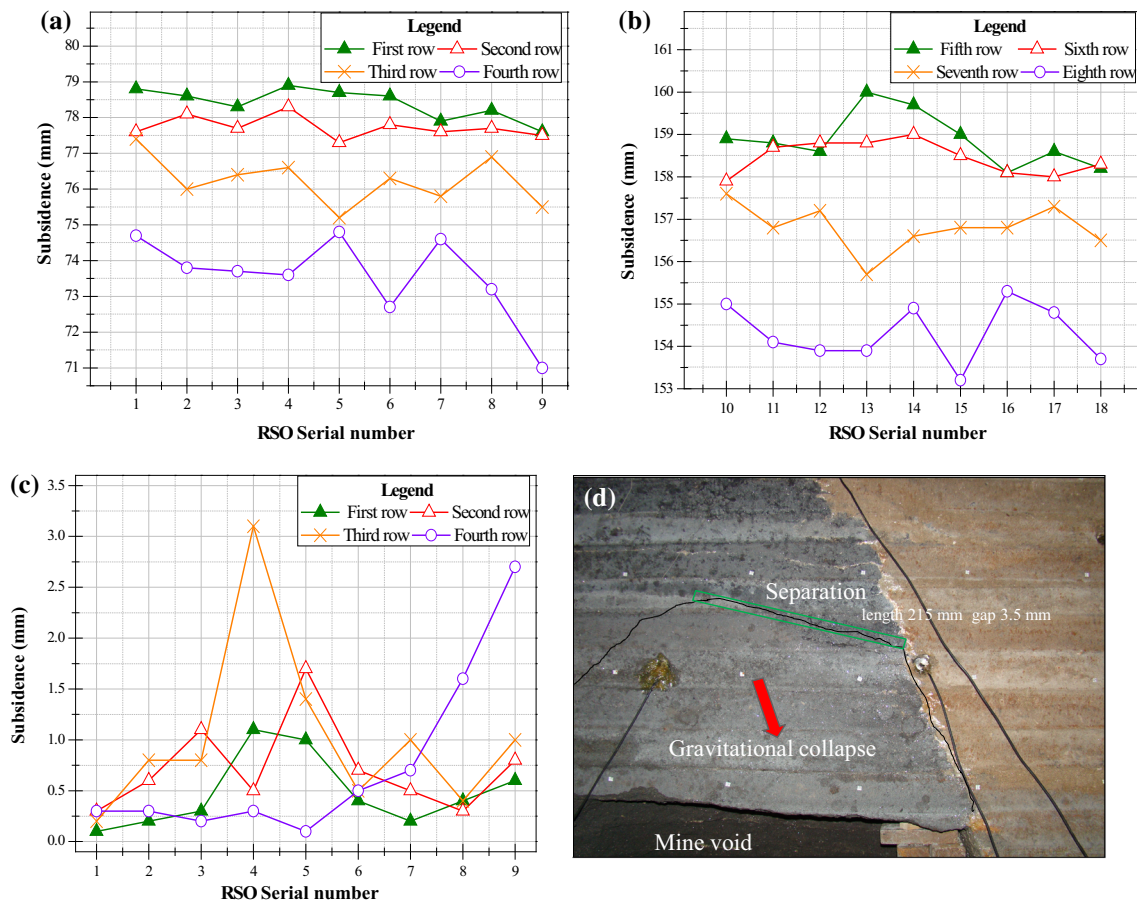 (a)
Legend
First row
Second row
Third row
Fourth row
80
79
78
77
76
75
74
73
72
71
Subsidence (mm)
1 2 3 4 5 6 7 8 9
RSO Serial number
(b)
Legend
Fifth row
Sixth row
Seventh row
Eighth row
161
160
159
158
157
156
155
154
153
Subsidence (mm)
10 11 12 13 14 15 16 17 18
RSO Serial number
(c)
Legend
First row
Second row
Third row
Fourth row
3.5
3.0
2.5
2.0
1.5
1.0
0.5
0.0
Subsidence (mm)
1 2 3 4 5 6 7 8 9
RSO Serial number
(d)
Separation
length 215 mm gap 3.5 mm
Gravitational collapse
Mine void